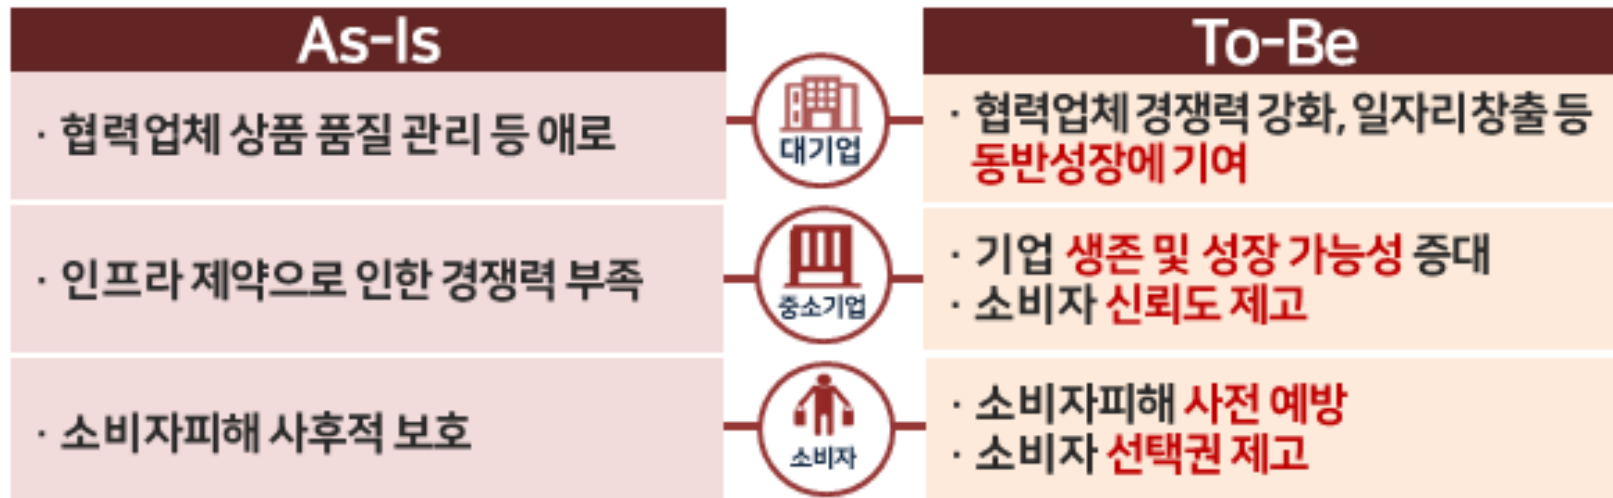 As-Is
To-Be
· 협력업체 상품 품질 관리 등 애로
대기업
· 협력업체 경쟁력 강화, 일자리 창출 등
동반성장에 기여
· 인프라 제약으로 인한 경쟁력 부족
중소기업
· 기업 생존 및 성장 가능성 증대
· 소비자 신뢰도 제고
· 소비자피해 사후적 보호
소비자
· 소비자피해 사전 예방
· 소비자 선택권 제고